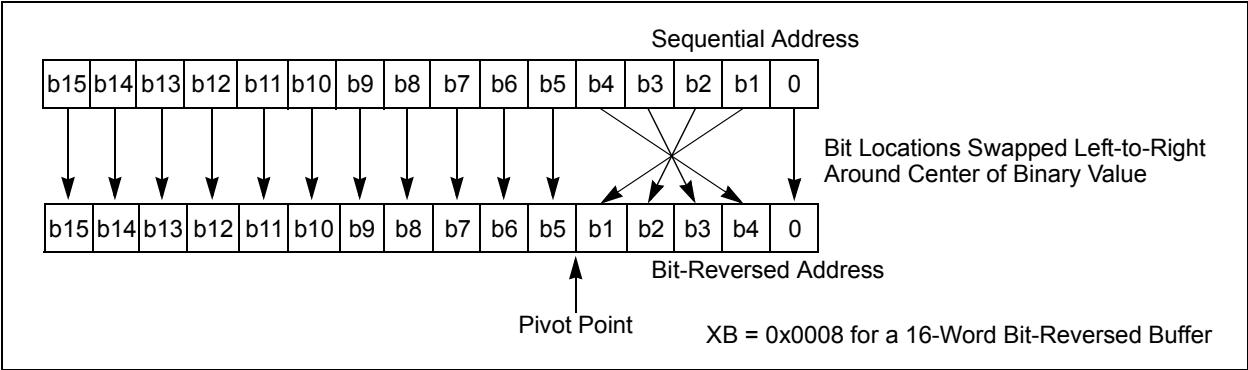 Sequential Address
b15 b14 b13 b12 b11 b10 b9 b8 b7 b6 b5 b4 b3 b2 b1 0
Bit Locations Swapped Left-to-Right
Around Center of Binary Value
b15 b14 b13 b12 b11 b10 b9 b8 b7 b6 b5 b1 b2 b3 b4 0
Bit-Reversed Address
Pivot Point
XB = 0x0008 for a 16-Word Bit-Reversed Buffer